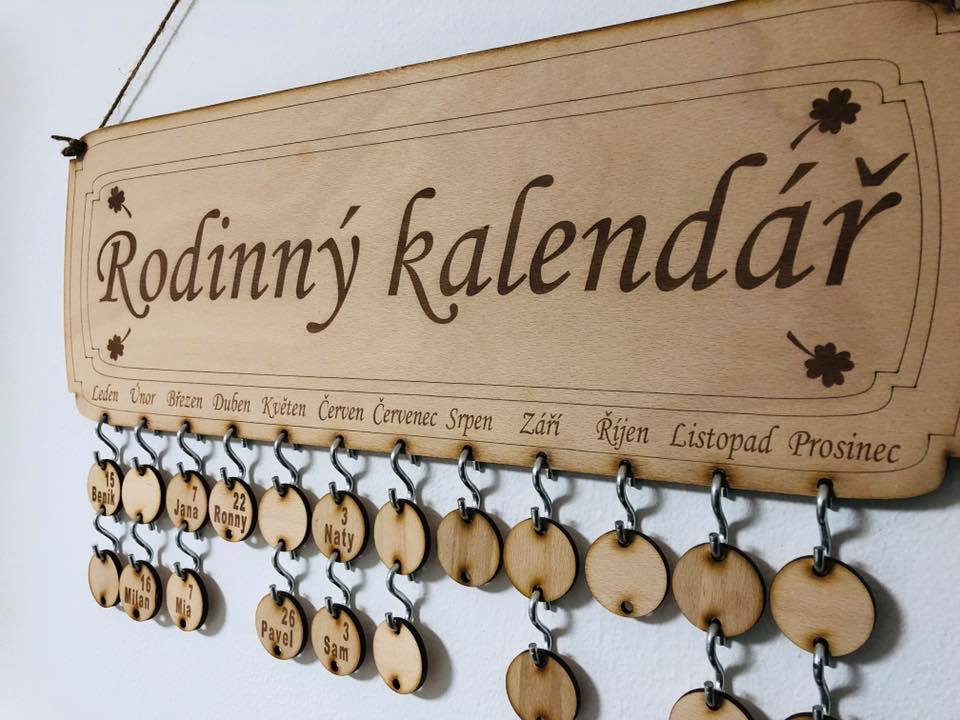 Rodinný kalendář
Leden Únor Březen Duben Květen Červen Červenec Srpen Září Říjen Listopad Prosinec
15
Benik
7
Jana
22
Ronny
3
Naty
16
Milan
7
Mia
26
Pavel
3
Sam